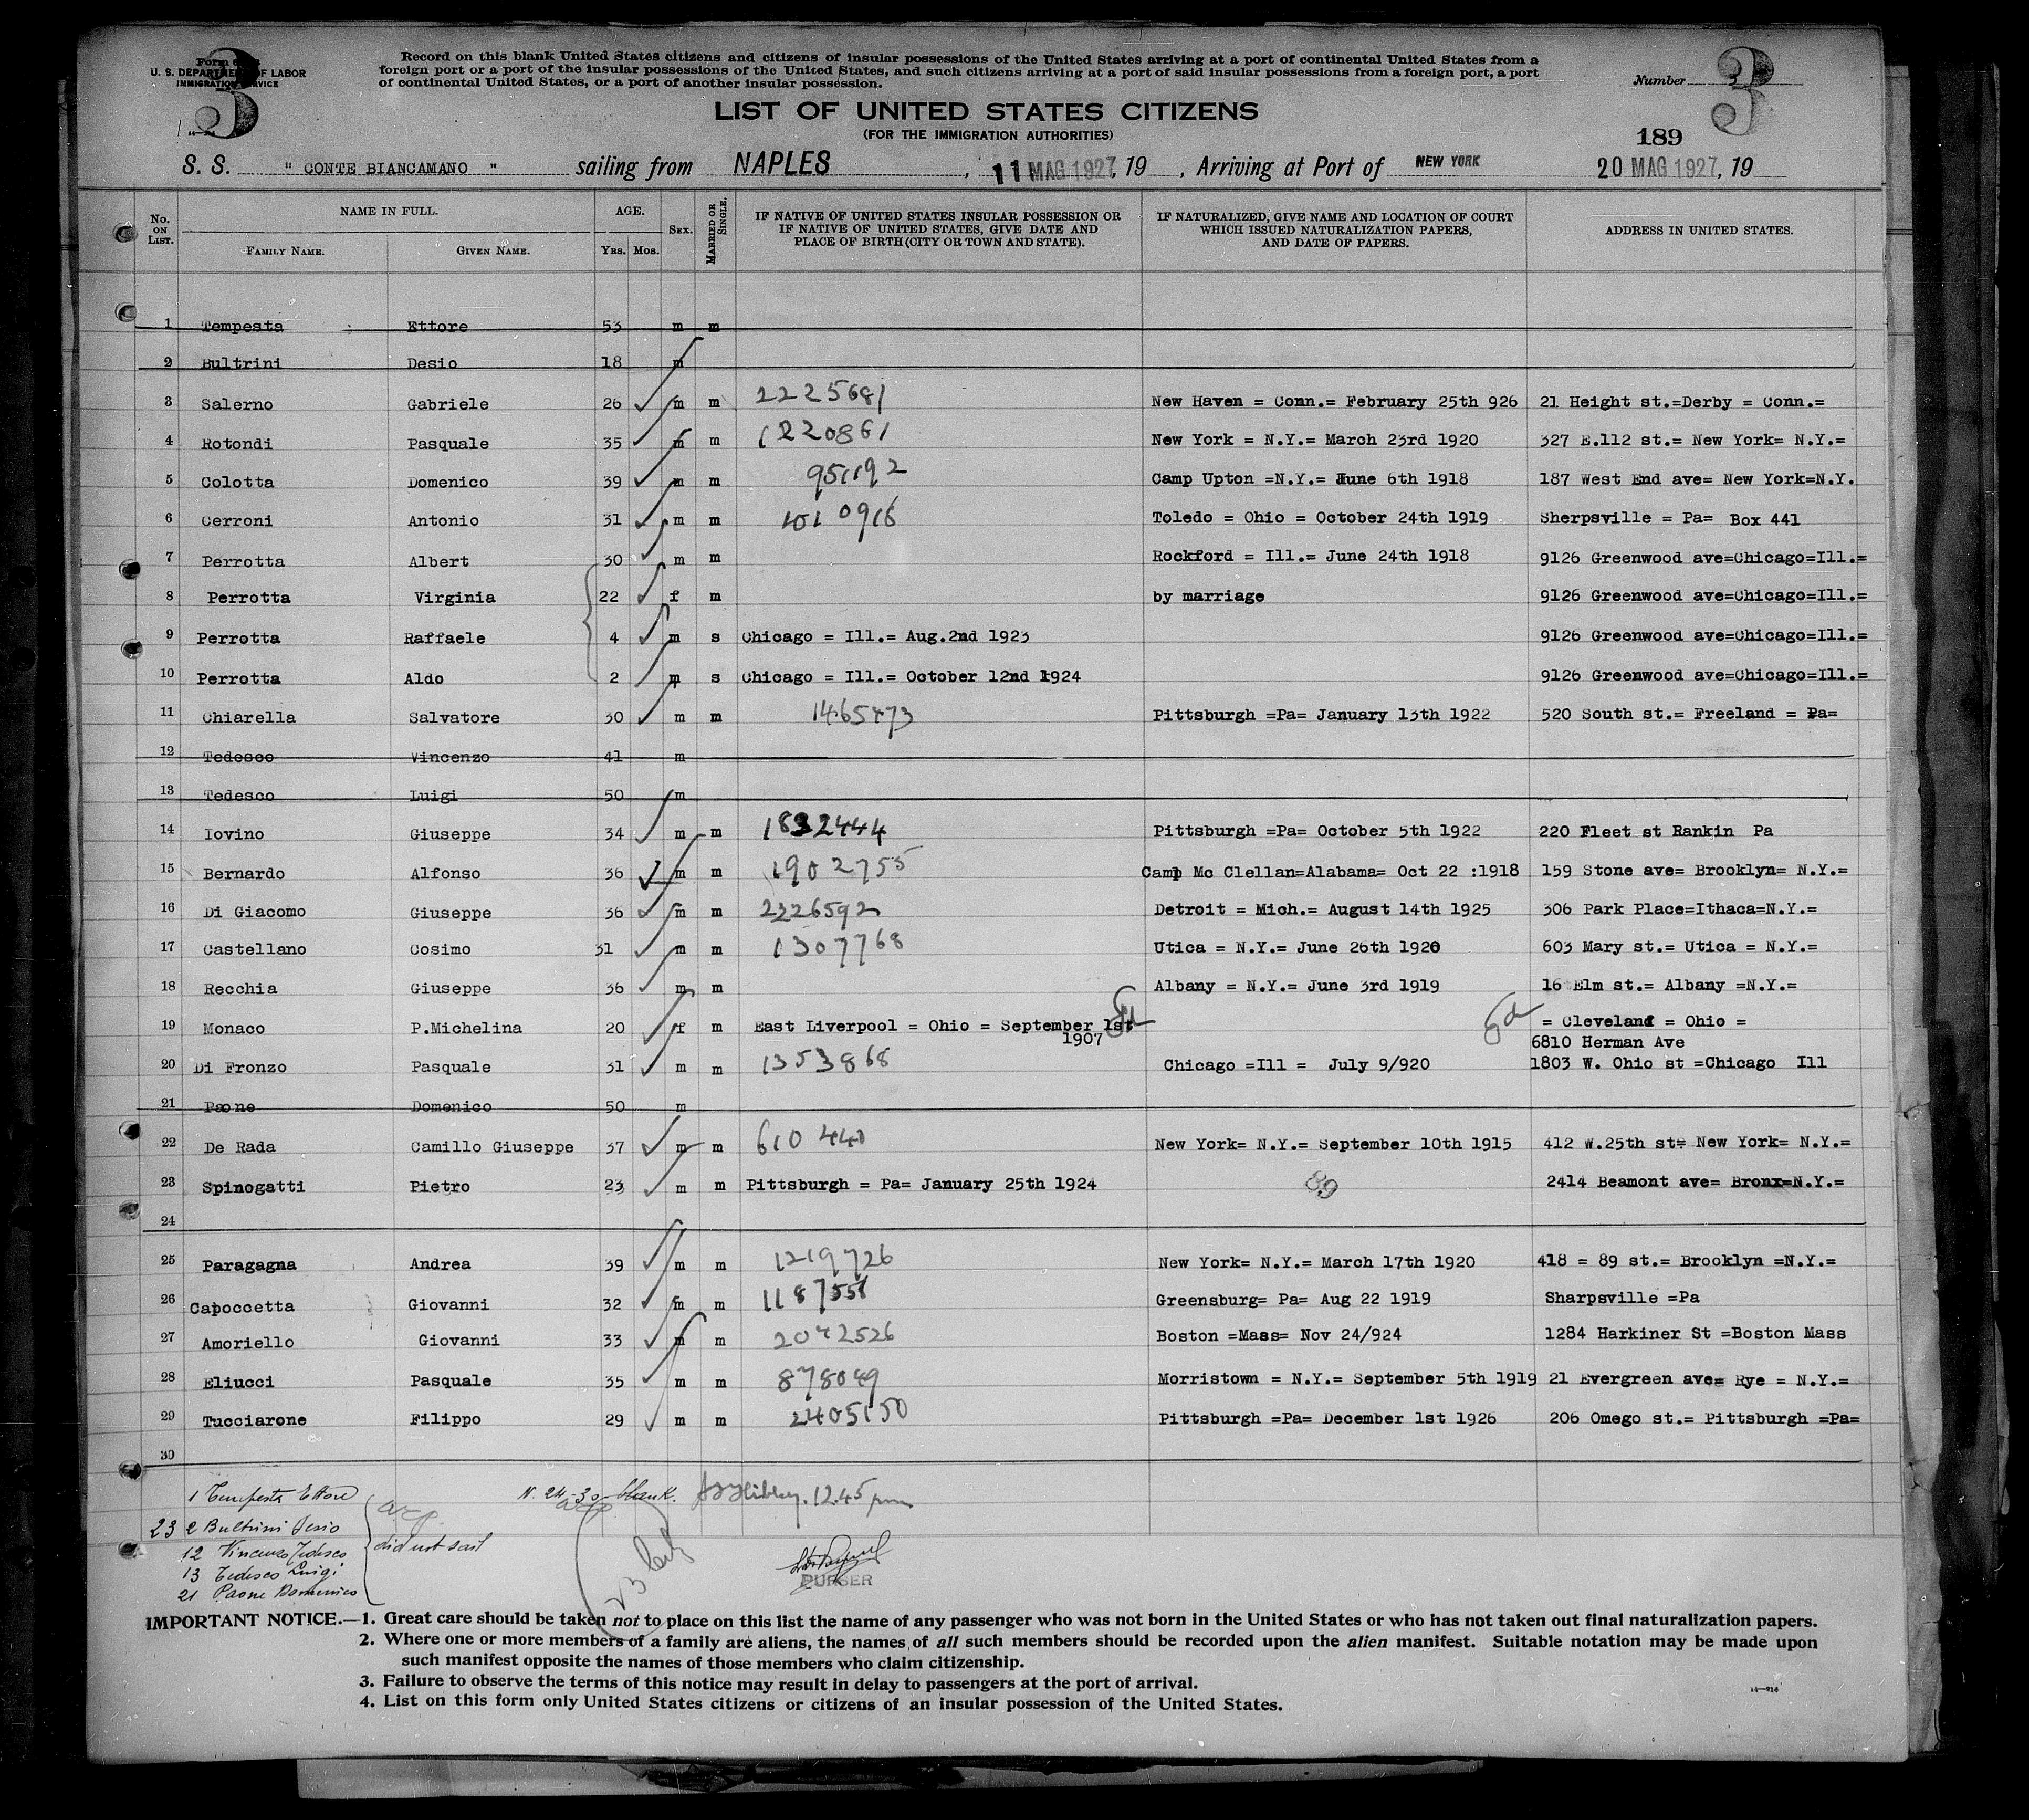 Form
U. S. DEPARTMENT OF LABOR
IMMIGRATION SERVICE
3
Record on this blank United States citizens and citizens of insular possessions of the United States arriving at a port of continental United States from a
foreign port or a port of the insular possessions of the United States, and such citizens arriving at a port of said insular possessions from a foreign port, a port
of continental United States, or a port of another insular possession.
Number 3
3
LIST OF UNITED STATES CITIZENS
(FOR THE IMMIGRATION AUTHORITIES)
189
S. S. " CONTE BIANCAMANO " sailing from NAPLES , 11 MAG 1927, 19 , Arriving at Port of NEW YORK 20 MAG 1927, 19
No. ON LIST. NAME IN FULL. FAMILY NAME. GIVEN NAME. AGE. YRS. MOS. SEX. MARRIED OR SINGLE. IF NATIVE OF UNITED STATES INSULAR POSSESSION OR IF NATIVE OF UNITED STATES, GIVE DATE AND PLACE OF BIRTH (CITY OR TOWN AND STATE). IF NATURALIZED, GIVE NAME AND LOCATION OF COURT WHICH ISSUED NATURALIZATION PAPERS, AND DATE OF PAPERS. ADDRESS IN UNITED STATES.
1 Tempesta Ettore 53 m m
2 Bultrini Desio 18 m
3 Salerno Gabriele 26 m m 2225681 New Haven = Conn.= February 25th 926 21 Height st.=Derby = Conn.=
4 Rotondi Pasquale 35 m m 1220861 New York = N.Y.= March 23rd 1920 327 E.112 st.= New York= N.Y.=
5 Colotta Domenico 39 m m 951192 Camp Upton =N.Y.= June 6th 1918 187 West End ave= New York=N.Y.
6 Cerroni Antonio 31 m m 1010916 Toledo = Ohio = October 24th 1919 Sherpsville = Pa= Box 441
7 Perrotta Albert 30 m m Rockford = Ill.= June 24th 1918 9126 Greenwood ave=Chicago=Ill.=
8 Perrotta Virginia 22 f m by marriage 9126 Greenwood ave=Chicago=Ill.=
9 Perrotta Raffaele 4 m s Chicago = Ill.= Aug.2nd 1923 9126 Greenwood ave=Chicago=Ill.=
10 Perrotta Aldo 2 m s Chicago = Ill.= October 12nd 1924 9126 Greenwood ave=Chicago=Ill.=
11 Chiarella Salvatore 30 m m 1465473 Pittsburgh =Pa= January 13th 1922 520 South st.= Freeland = Pa=
12 Tedesco Vincenzo 41 m
13 Tedesco Luigi 50 m
14 Iovino Giuseppe 34 m m 1832444 Pittsburgh =Pa= October 5th 1922 220 Fleet st Rankin Pa
15 Bernardo Alfonso 36 m m 1902755 Camp Mc Clellan=Alabama= Oct 22 :1918 159 Stone ave= Brooklyn= N.Y.=
16 Di Giacomo Giuseppe 36 m m 2226592 Detroit = Mich.= August 14th 1925 306 Park Place=Ithaca=N.Y.=
17 Castellano Cosimo 31 m m 1307768 Utica = N.Y.= June 26th 1920 603 Mary st.= Utica = N.Y.=
18 Recchia Giuseppe 36 m m Albany = N.Y.= June 3rd 1919 16 Elm st.= Albany =N.Y.=
19 Monaco P.Michelina 20 f m East Liverpool = Ohio = September 1st 1907 = Cleveland = Ohio =
6810 Herman Ave
20 Di Fronzo Pasquale 31 m m 1353868 Chicago =Ill = July 9/920 1803 W. Ohio st =Chicago Ill
21 Paone Domenico 50 m
22 De Rada Camillo Giuseppe 37 m m 610440 New York= N.Y.= September 10th 1915 412 W.25th st= New York= N.Y.=
23 Spinogatti Pietro 23 m m Pittsburgh = Pa= January 25th 1924 89 2414 Beamont ave= Bronx=N.Y.=
24
25 Paragagna Andrea 39 m m 1219726 New York= N.Y.= March 17th 1920 418 = 89 st.= Brooklyn =N.Y.=
26 Capoccetta Giovanni 32 m m 1187558 Greensburg= Pa= Aug 22 1919 Sharpsville =Pa
27 Amoriello Giovanni 33 m m 2042526 Boston =Mass= Nov 24/924 1284 Harkiner St =Boston Mass
28 Eliucci Pasquale 35 m m 878049 Morristown = N.Y.= September 5th 1919 21 Evergreen ave= Rye = N.Y.=
29 Tucciarone Filippo 29 m m 2405150 Pittsburgh =Pa= December 1st 1926 206 Omego st.= Pittsburgh =Pa=
30
1 Tempesta Ettore N. 24-30 blank. 12.45 pm
23 2 Bultrini Desio
12 Vincenzo Tedesco did not sail
13 Tedesco Luigi
21 Paone Domenico
PURSER
IMPORTANT NOTICE.—1. Great care should be taken not to place on this list the name of any passenger who was not born in the United States or who has not taken out final naturalization papers.
2. Where one or more members of a family are aliens, the names of all such members should be recorded upon the alien manifest. Suitable notation may be made upon
such manifest opposite the names of those members who claim citizenship.
3. Failure to observe the terms of this notice may result in delay to passengers at the port of arrival.
4. List on this form only United States citizens or citizens of an insular possession of the United States.